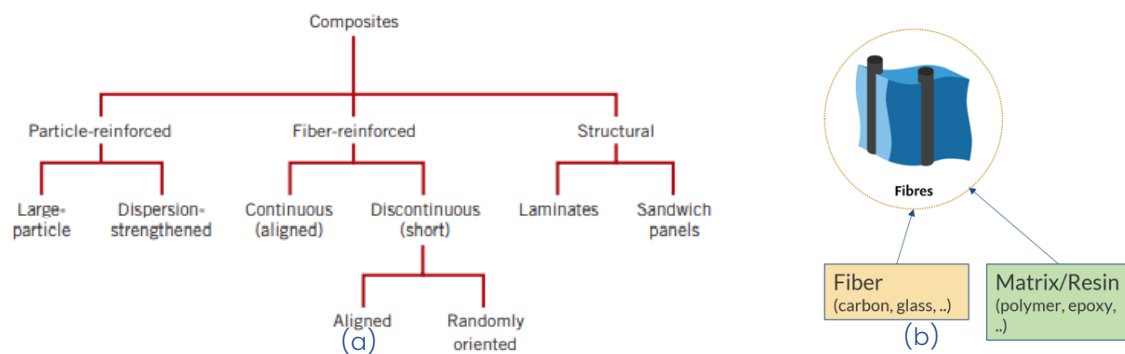 Composites
Particle-reinforced
Fiber-reinforced
Structural
Large-
particle
Dispersion-
strengthened
Continuous
(aligned)
Discontinuous
(short)
Laminates
Sandwich
panels
Aligned
Randomly
oriented
(a)
Fibres
Fiber
(carbon, glass, ..)
Matrix/Resin
(polymer, epoxy,
..)
(b)